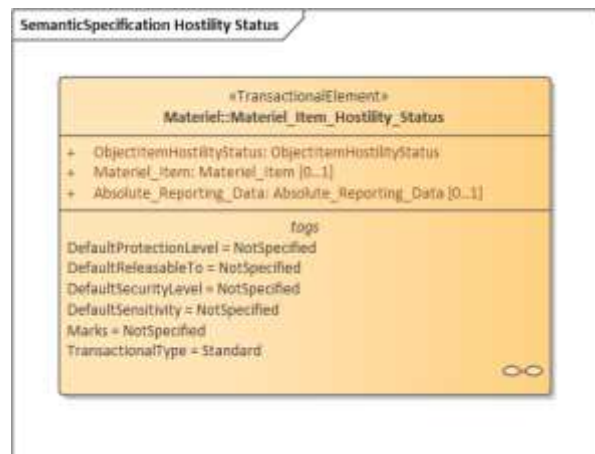 SemanticSpecification Hostility Status
«TransactionalElement»
Materiel::Materiel_Item_Hostility_Status
+ ObjectItemHostilityStatus: ObjectItemHostilityStatus
+ Materiel_Item: Materiel_Item [0..1]
+ Absolute_Reporting_Data: Absolute_Reporting_Data [0..1]
tags
DefaultProtectionLevel = NotSpecified
DefaultReleasableTo = NotSpecified
DefaultSecurityLevel = NotSpecified
DefaultSensitivity = NotSpecified
Marks = NotSpecified
TransactionalType = Standard